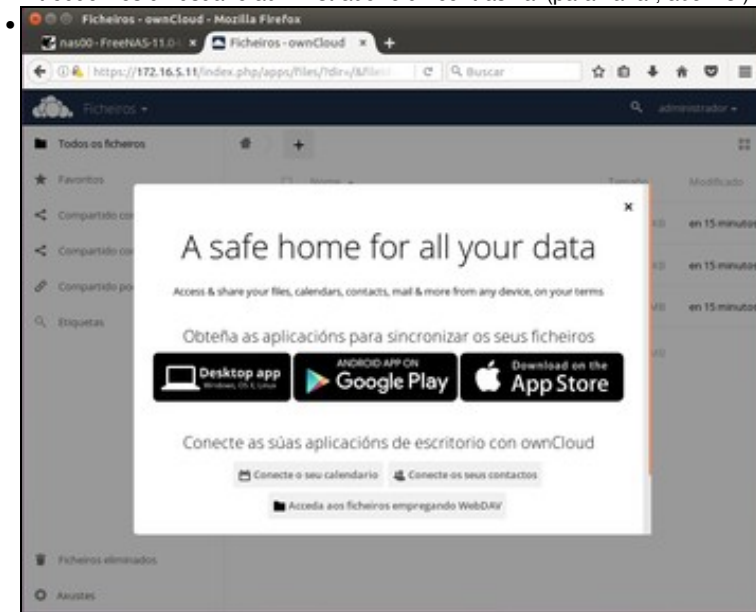 Ficheiros - ownCloud - Mozilla Firefox
nas00 - FreeNAS-11.0-
Ficheiros - ownCloud
https://172.16.5.11/index.php/apps/files/?dir=/&
Buscar
Ficheiros
administrador
Todos os ficheiros
Favoritos
Nome
Tamaño
Modificado
Compartido co
en 15 minutos
Compartido co
en 15 minutos
Compartido po
en 15 minutos
Etiquetas
A safe home for all your data
Access & share your files, calendars, contacts, mail & more from any device, on your terms
Obteña as aplicacións para sincronizar os seus ficheiros
Desktop app
Windows, OS X, Linux
ANDROID APP ON
Google Play
Download on the
App Store
Conecte as súas aplicacións de escritorio con ownCloud
Conecte o seu calendario
Conecte os seus contactos
Acceda aos ficheiros empregando WebDAV
Ficheiros eliminados
Axustes